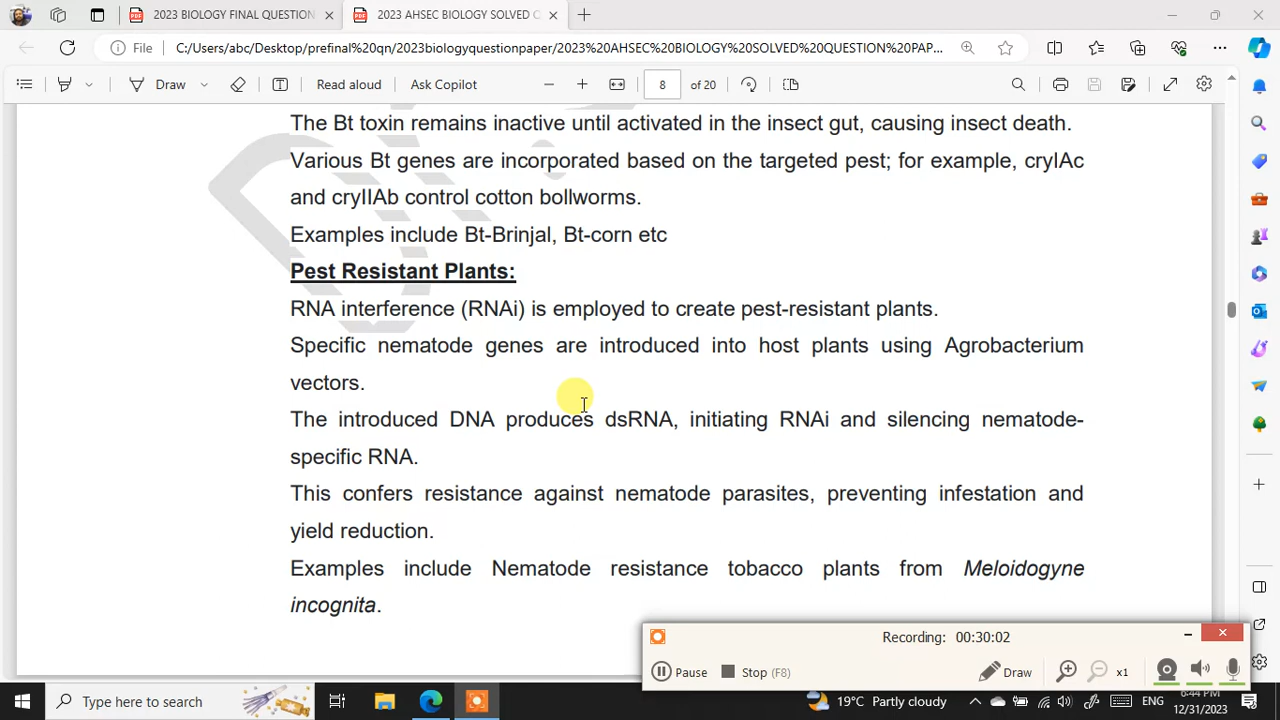 2023 BIOLOGY FINAL QUESTION
2023 AHSEC BIOLOGY SOLVED
File
C:/Users/abc/Desktop/prefinal%20qn/2023biologyquestionpaper/2023%20AHSEC%20BIOLOGY%20SOLVED%20QUESTION%20PAP...
Draw
Read aloud
Ask Copilot
8
of 20
The Bt toxin remains inactive until activated in the insect gut, causing insect death.
Various Bt genes are incorporated based on the targeted pest; for example, cryIAc
and cryIIAb control cotton bollworms.
Examples include Bt-Brinjal, Bt-corn etc
Pest Resistant Plants:
RNA interference (RNAi) is employed to create pest-resistant plants.
Specific nematode genes are introduced into host plants using Agrobacterium
vectors.
The introduced DNA produces dsRNA, initiating RNAi and silencing nematode-
specific RNA.
This confers resistance against nematode parasites, preventing infestation and
yield reduction.
Examples include Nematode resistance tobacco plants from Meloidogyne
incognita.
Recording: 00:30:02
Pause
Stop (F8)
Draw
x1
Type here to search
19°C Partly cloudy
ENG
6:44 PM
12/31/2023